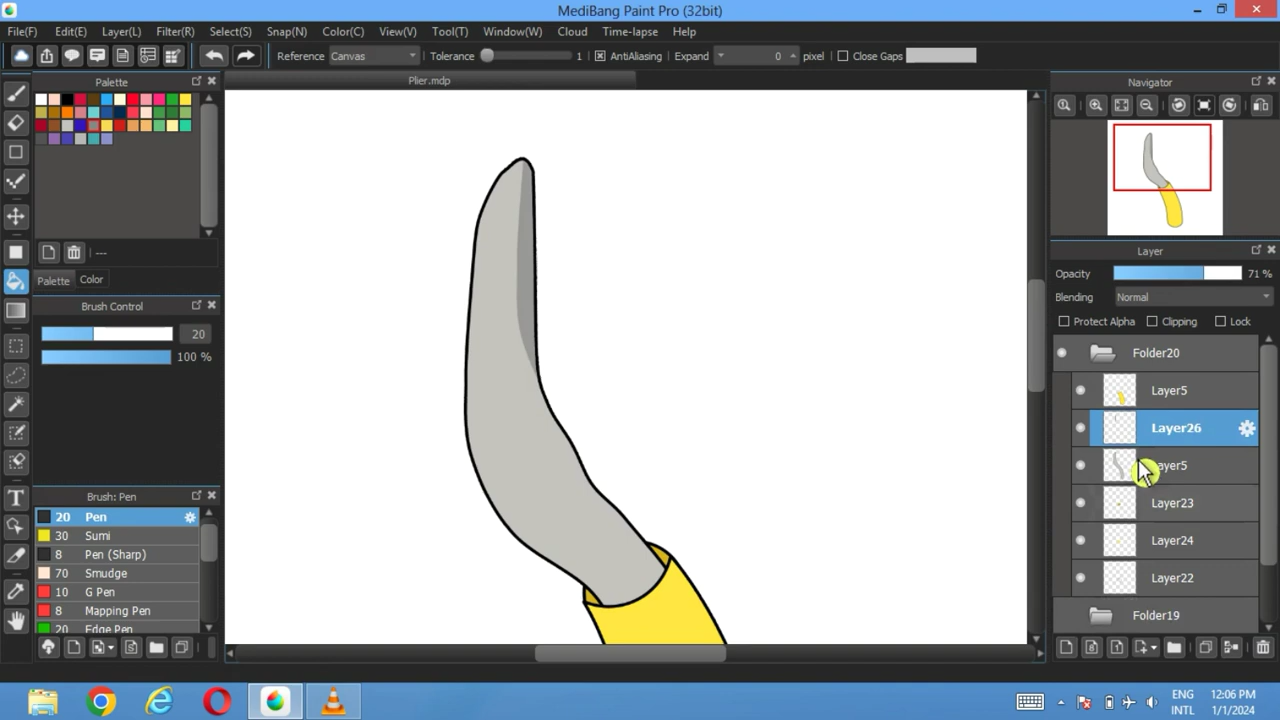 MediBang Paint Pro (32bit)
File(F) Edit(E) Layer(L) Filter(R) Select(S) Snap(N) Color(C) View(V) Tool(T) Window(W) Cloud Time-lapse Help
Reference Canvas Tolerance 1 AntiAliasing Expand 0 pixel Close Gaps
Palette
Plier.mdp
Navigator
---
Palette Color
Brush Control
20
100 %
Layer
Opacity 71 %
Blending Normal
Protect Alpha Clipping Lock
Folder20
Layer5
Layer26
ayer5
Layer23
Layer24
Layer22
Folder19
Brush: Pen
20 Pen
30 Sumi
8 Pen (Sharp)
70 Smudge
10 G Pen
8 Mapping Pen
20 Edge Pen
ENG
INTL
12:06 PM
1/1/2024